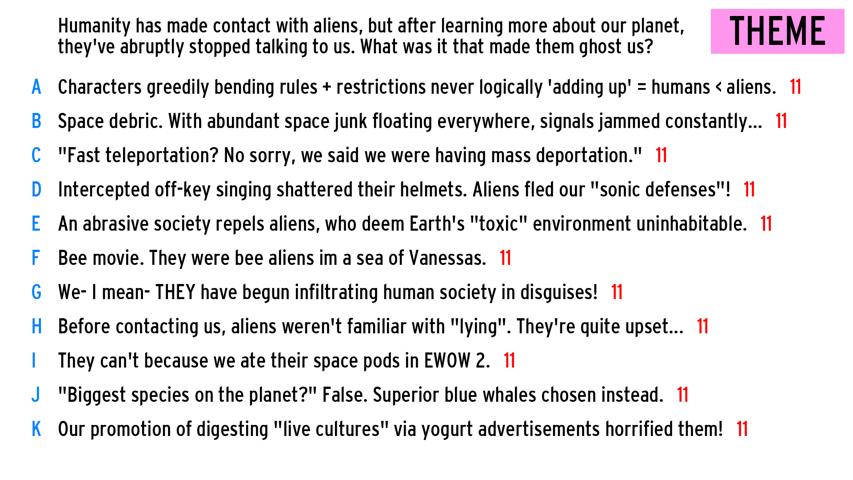 Humanity has made contact with aliens, but after learning more about our planet,
they've abruptly stopped talking to us. What was it that made them ghost us?
THEME
A Characters greedily bending rules + restrictions never logically 'adding up' = humans < aliens. 11
B Space debric. With abundant space junk floating everywhere, signals jammed constantly... 11
C "Fast teleportation? No sorry, we said we were having mass deportation." 11
D Intercepted off-key singing shattered their helmets. Aliens fled our "sonic defenses"! 11
E An abrasive society repels aliens, who deem Earth's "toxic" environment uninhabitable. 11
F Bee movie. They were bee aliens im a sea of Vanessas. 11
G We- I mean- THEY have begun infiltrating human society in disguises! 11
H Before contacting us, aliens weren't familiar with "lying". They're quite upset... 11
I They can't because we ate their space pods in EWOW 2. 11
J "Biggest species on the planet?" False. Superior blue whales chosen instead. 11
K Our promotion of digesting "live cultures" via yogurt advertisements horrified them! 11